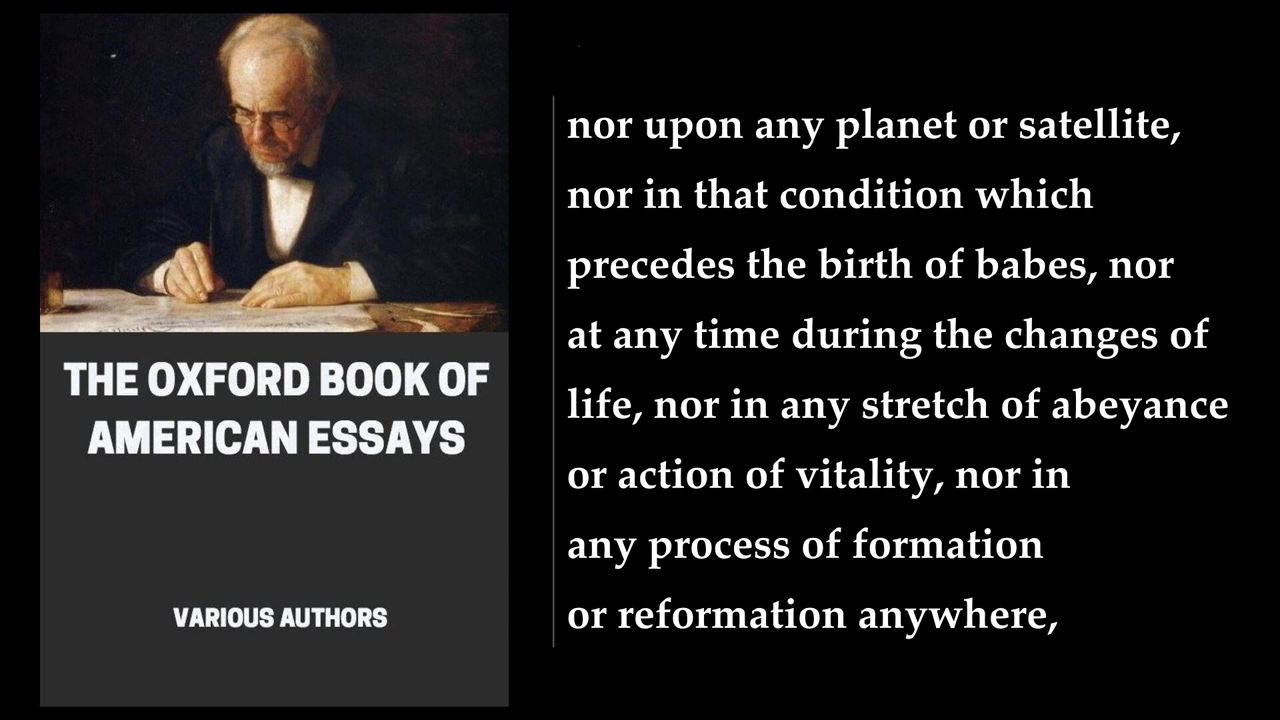 THE OXFORD BOOK OF
AMERICAN ESSAYS
VARIOUS AUTHORS
nor upon any planet or satellite,
nor in that condition which
precedes the birth of babes, nor
at any time during the changes of
life, nor in any stretch of abeyance
or action of vitality, nor in
any process of formation
or reformation anywhere,